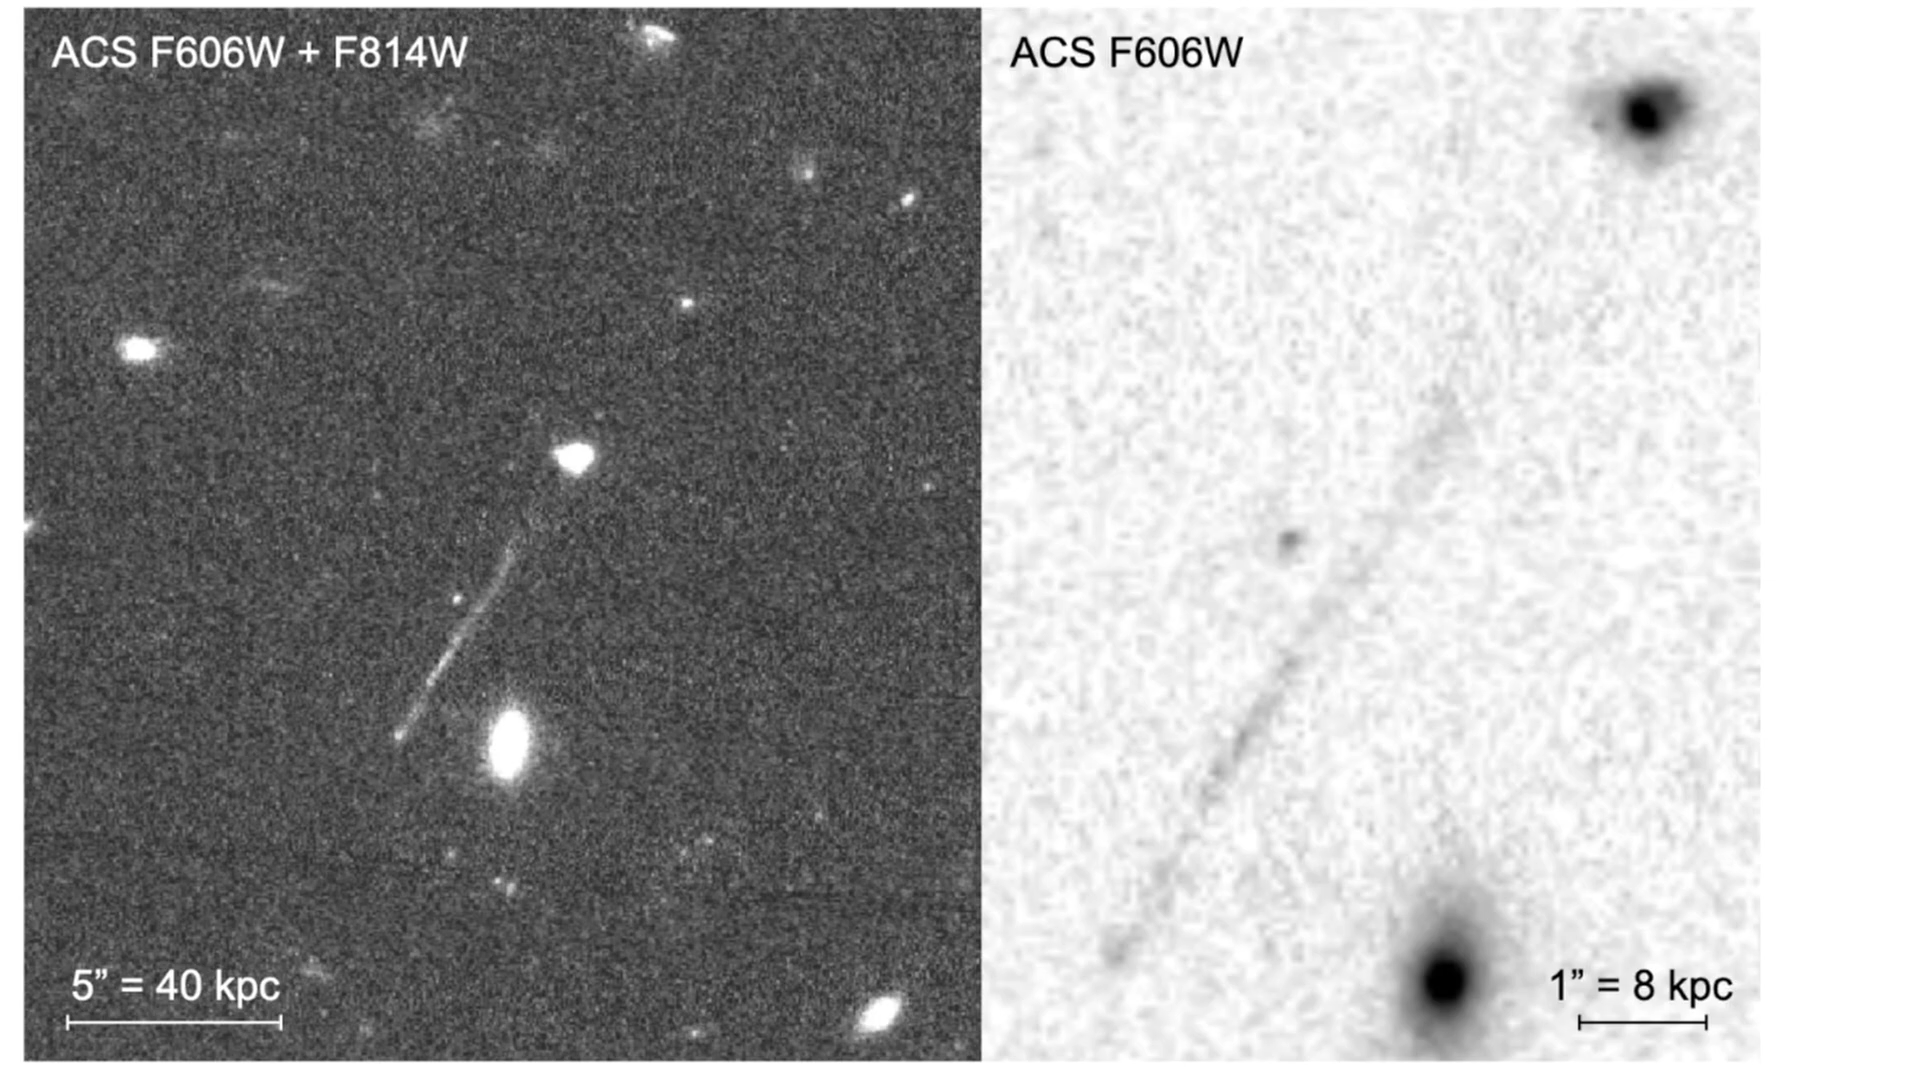 ACS F606W + F814W
ACS F606W
5” = 40 kpc
1” = 8 kpc